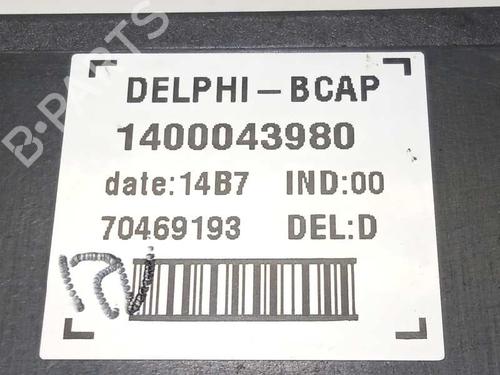 B-PARTS
DELPHI - BCAP
1400043980
date:14B7 IND:00
70469193 DEL:D